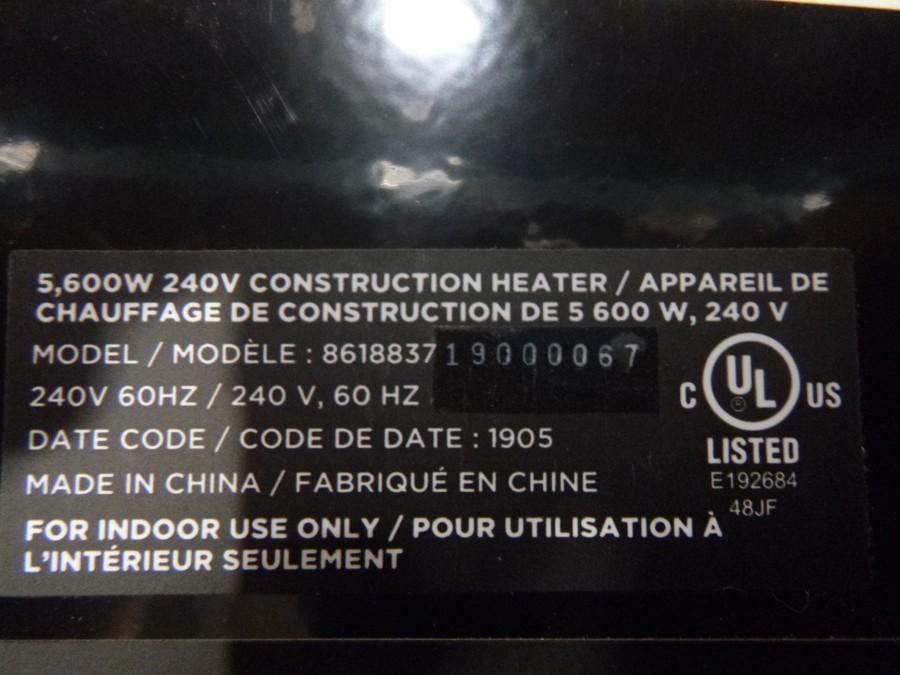 5,600W 240V CONSTRUCTION HEATER / APPAREIL DE
CHAUFFAGE DE CONSTRUCTION DE 5 600 W, 240 V
MODEL / MODÈLE : 8618837 19000067
240V 60HZ / 240 V, 60 HZ
DATE CODE / CODE DE DATE : 1905
MADE IN CHINA / FABRIQUÉ EN CHINE
FOR INDOOR USE ONLY / POUR UTILISATION À
L'INTÉRIEUR SEULEMENT
C UL ® US
LISTED
E192684
48JF